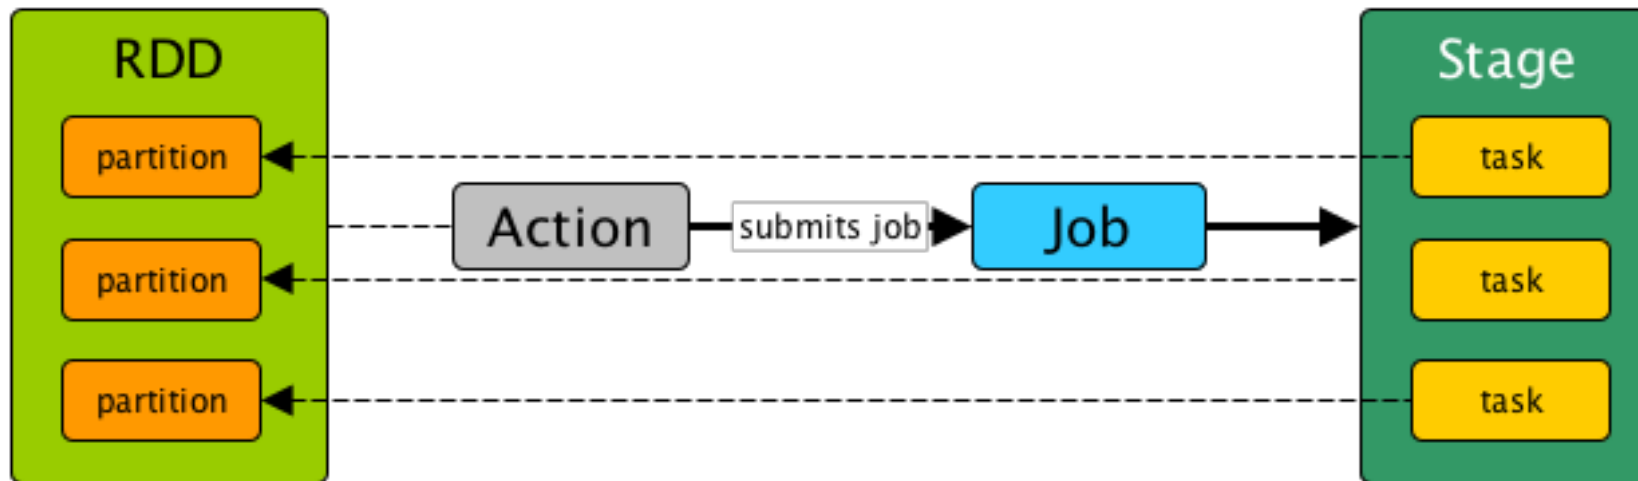 RDD
partition
partition
partition
Action
submits job
Job
Stage
task
task
task